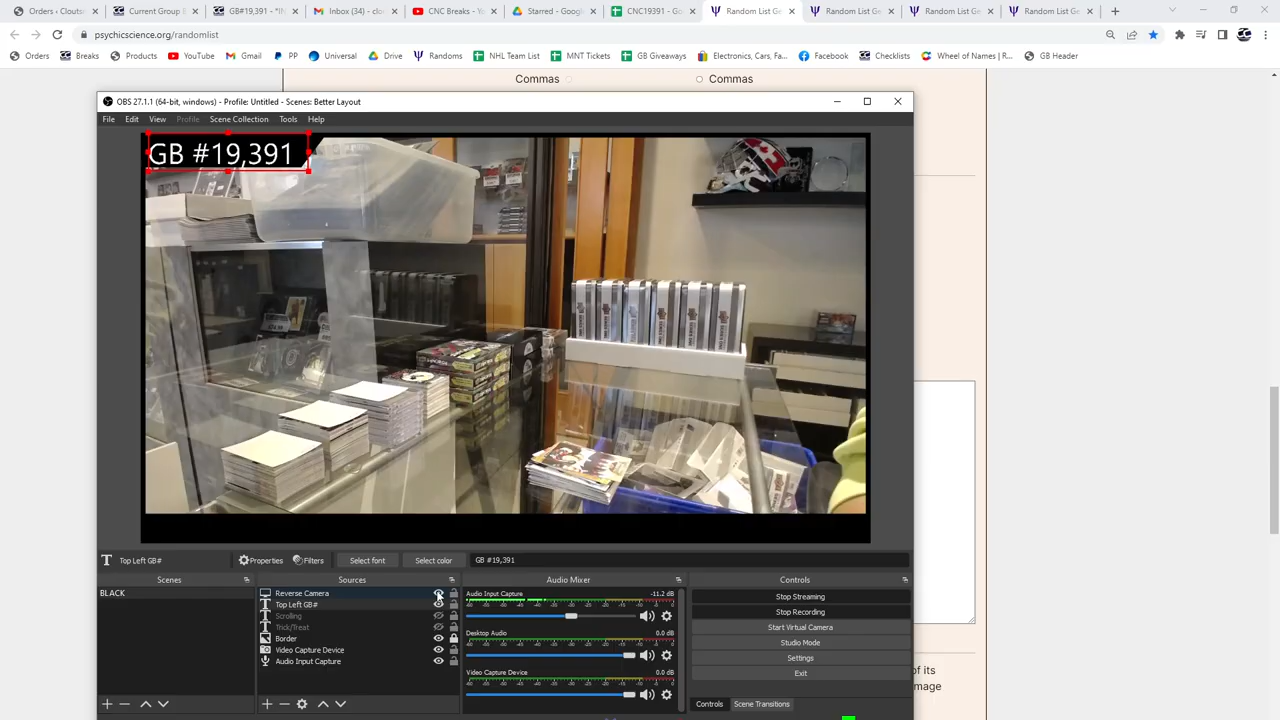 Orders · Clouts
Current Group B
GB#19,391 - *IN
Inbox (34) - clo
CNC Breaks - Yo
Starred - Google
CNC19391 - Go
Random List Ge
Random List Ge
Random List Ge
Random List Ge
psychicscience.org/randomlist
Orders
Breaks
Products
YouTube
Gmail
PP
Universal
Drive
Randoms
NHL Team List
MNT Tickets
GB Giveaways
Electronics, Cars, Fa...
Facebook
Checklists
Wheel of Names | R...
GB Header
Commas
Commas
OBS 27.1.1 (64-bit, windows) - Profile: Untitled - Scenes: Better Layout
File Edit View Profile Scene Collection Tools Help
GB #19,391
Top Left GB#
Properties
Filters
Select font
Select color
GB #19,391
Scenes
Sources
Audio Mixer
Controls
BLACK
Reverse Camera
Top Left GB#
Scrolling
Trick/Treat
Border
Video Capture Device
Audio Input Capture
Audio Input Capture
-11.2 dB
Desktop Audio
0.0 dB
Video Capture Device
0.0 dB
Stop Streaming
Stop Recording
Start Virtual Camera
Studio Mode
Settings
Exit
Controls
Scene Transitions
of its
mage